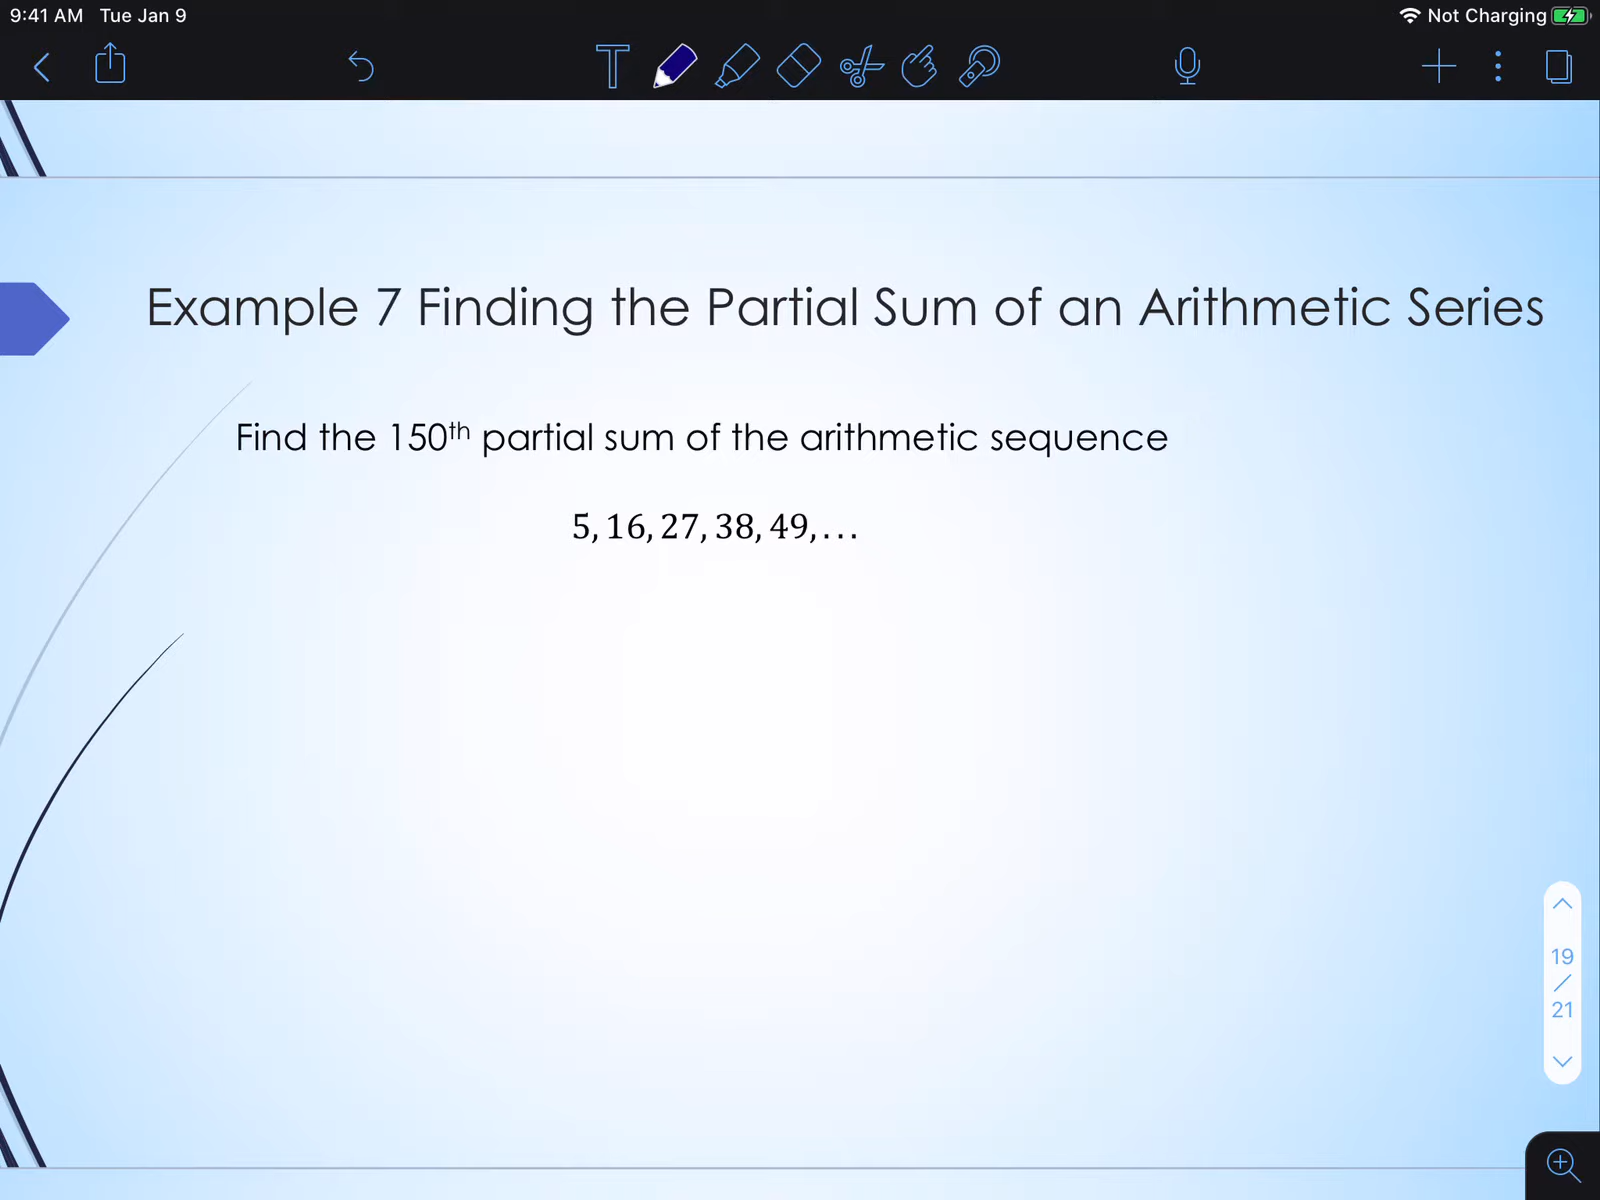 9:41 AM Tue Jan 9
Not Charging
Example 7 Finding the Partial Sum of an Arithmetic Series
Find the 150th partial sum of the arithmetic sequence
5, 16, 27, 38, 49, ...
19
/
21